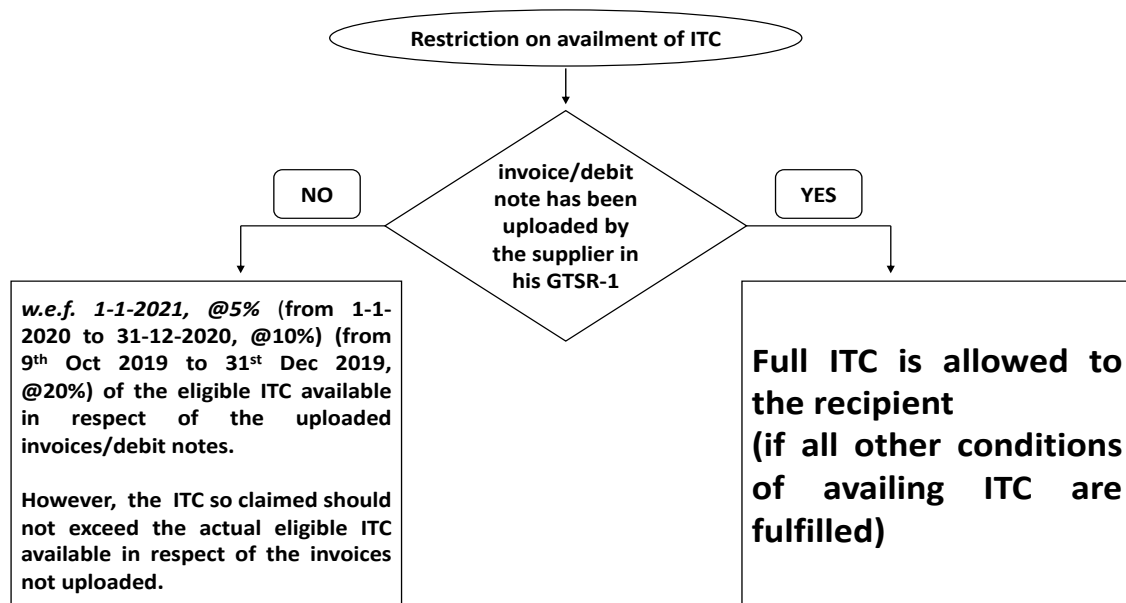 Restriction on availment of ITC
invoice/debit
note has been
uploaded by
the supplier in
his GTSR-1
NO
YES
w.e.f. 1-1-2021, @5% (from 1-1-
2020 to 31-12-2020, @10%) (from
9th Oct 2019 to 31st Dec 2019,
@20%) of the eligible ITC available
in respect of the uploaded
invoices/debit notes.
However, the ITC so claimed should
not exceed the actual eligible ITC
available in respect of the invoices
not uploaded.
Full ITC is allowed to
the recipient
(if all other conditions
of availing ITC are
fulfilled)